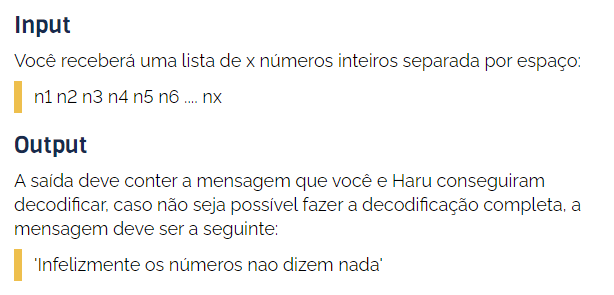 Input
Você receberá uma lista de x números inteiros separada por espaço:
n1 n2 n3 n4 n5 n6 .... nx
Output
A saída deve conter a mensagem que você e Haru conseguiram
decodificar, caso não seja possível fazer a decodificação completa, a
mensagem deve ser a seguinte:
'Infelizmente os números nao dizem nada'